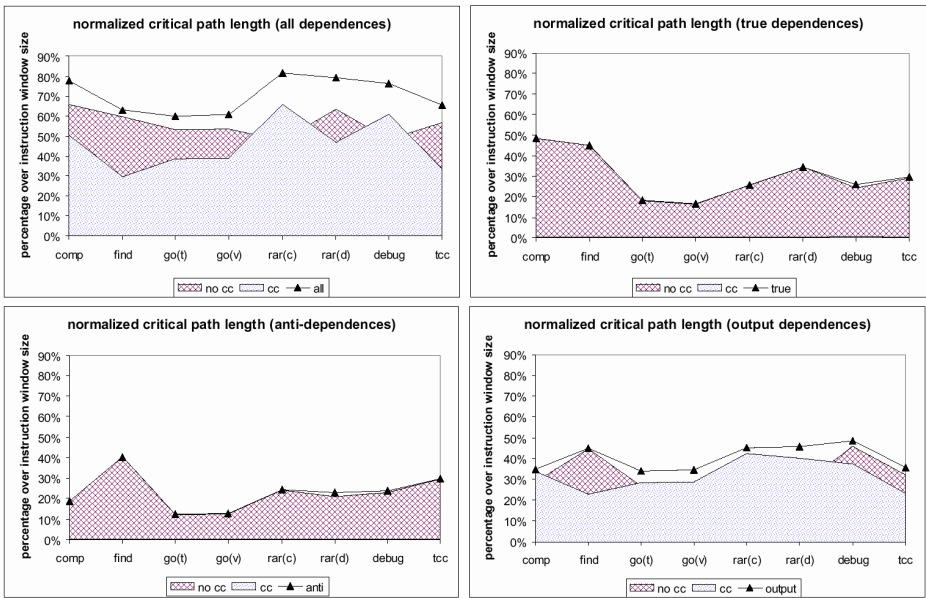 normalized critical path length (all dependences)
percentage over instruction window size
90%
80%
70%
60%
50%
40%
30%
20%
10%
0%
comp find go(t) go(v) rar(c) rar(d) debug tcc
no cc cc all
normalized critical path length (true dependences)
percentage over instruction window size
90%
80%
70%
60%
50%
40%
30%
20%
10%
0%
comp find go(t) go(v) rar(c) rar(d) debug tcc
no cc cc true
normalized critical path length (anti-dependences)
percentage over instruction window size
90%
80%
70%
60%
50%
40%
30%
20%
10%
0%
comp find go(t) go(v) rar(c) rar(d) debug tcc
no cc cc anti
normalized critical path length (output dependences)
percentage over instruction window size
90%
80%
70%
60%
50%
40%
30%
20%
10%
0%
comp find go(t) go(v) rar(c) rar(d) debug tcc
no cc cc output